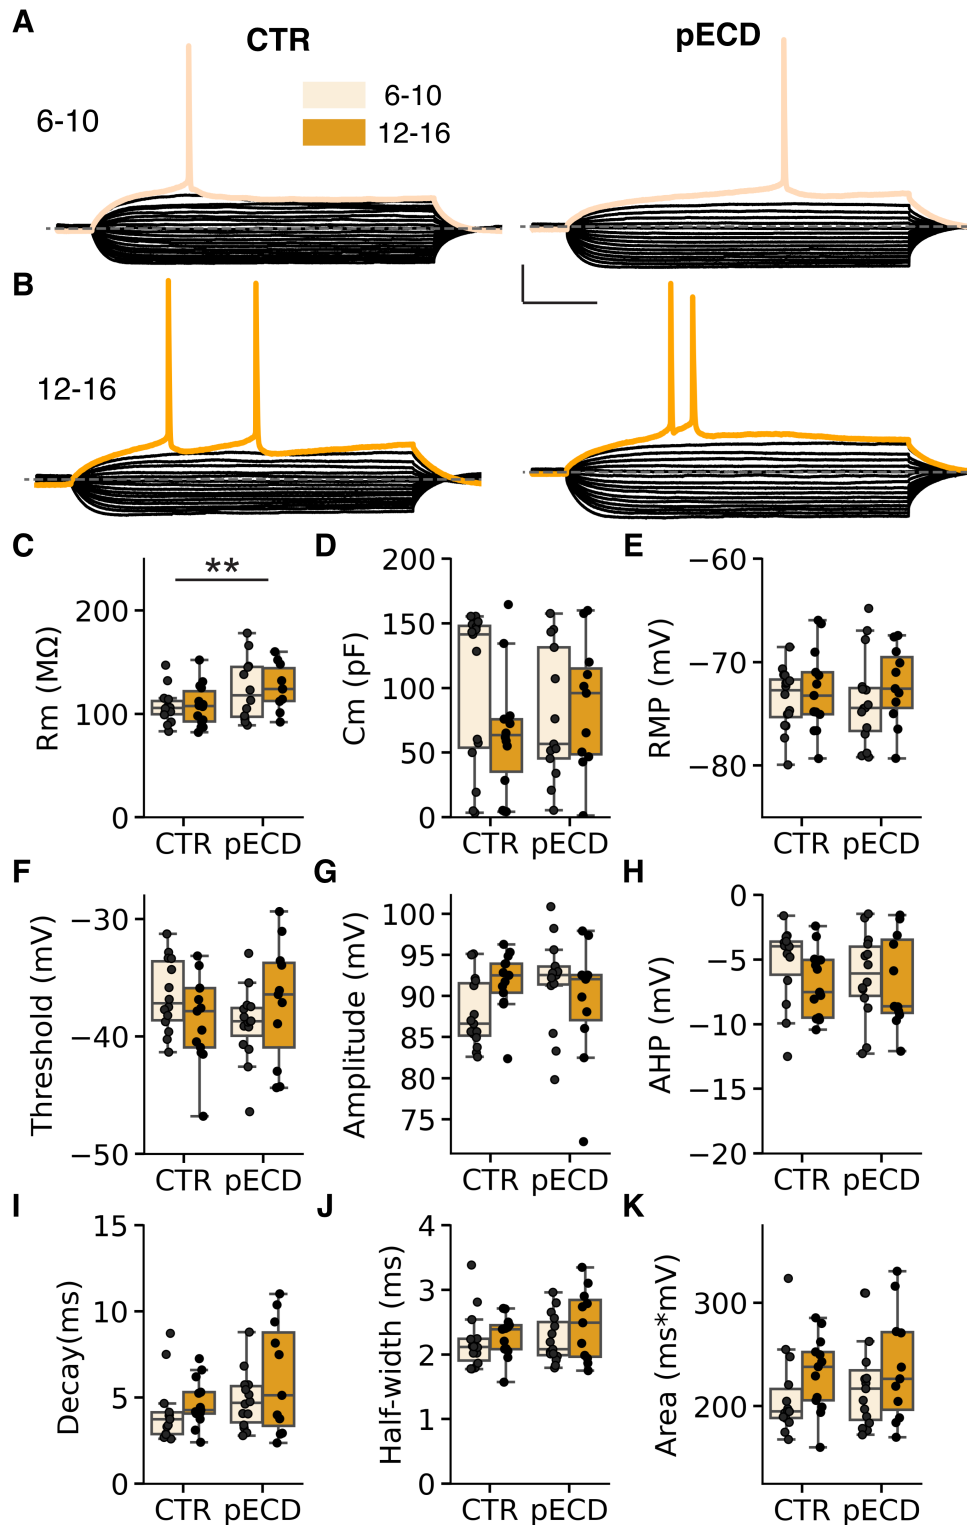 A
CTR
pECD
6-10
6-10
12-16
B
12-16
C
D
E
**
200
100
0
Rm (MΩ)
CTR pECD
200
150
100
50
0
Cm (pF)
CTR pECD
−60
−70
−80
RMP (mV)
CTR pECD
F
G
H
−30
−40
−50
Threshold (mV)
CTR pECD
100
95
90
85
80
75
Amplitude (mV)
CTR pECD
0
−5
−10
−15
−20
AHP (mV)
CTR pECD
I
J
K
15
10
5
0
Decay(ms)
CTR pECD
4
3
2
1
0
Half-width (ms)
CTR pECD
300
200
Area (ms*mV)
CTR pECD